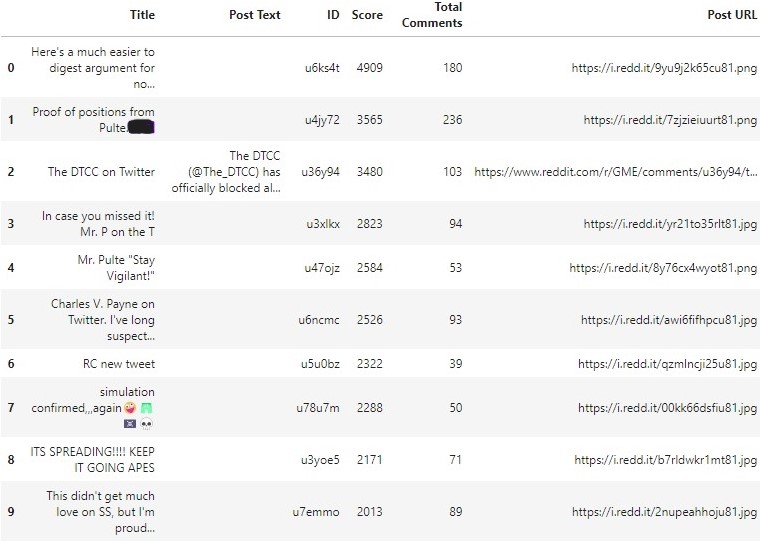 Title Post Text ID Score Total Comments Post URL
0 Here's a much easier to digest argument for no... u6ks4t 4909 180 https://i.redd.it/9yu9j2k65cu81.png
1 Proof of positions from Pulte. u4jy72 3565 236 https://i.redd.it/7zjzieiuurt81.png
2 The DTCC on Twitter The DTCC (@The_DTCC) has officially blocked al... u36y94 3480 103 https://www.reddit.com/r/GME/comments/u36y94/t...
3 In case you missed it! Mr. P on the T u3xlkx 2823 94 https://i.redd.it/yr21to35rlt81.jpg
4 Mr. Pulte "Stay Vigilant!" u47ojz 2584 53 https://i.redd.it/8y76cx4wyot81.png
5 Charles V. Payne on Twitter. I've long suspect... u6ncmc 2526 93 https://i.redd.it/awi6fifhpcu81.jpg
6 RC new tweet u5u0bz 2322 39 https://i.redd.it/qzmlncji25u81.jpg
7 simulation confirmed,,,again🤪 🩳 🏴‍☠️ 💀 u78u7m 2288 50 https://i.redd.it/00kk66dsfiu81.jpg
8 ITS SPREADING!!!! KEEP IT GOING APES u3yoe5 2171 71 https://i.redd.it/b7rldwkr1mt81.jpg
9 This didn't get much love on SS, but I'm proud... u7emmo 2013 89 https://i.redd.it/2nupeahhoju81.jpg